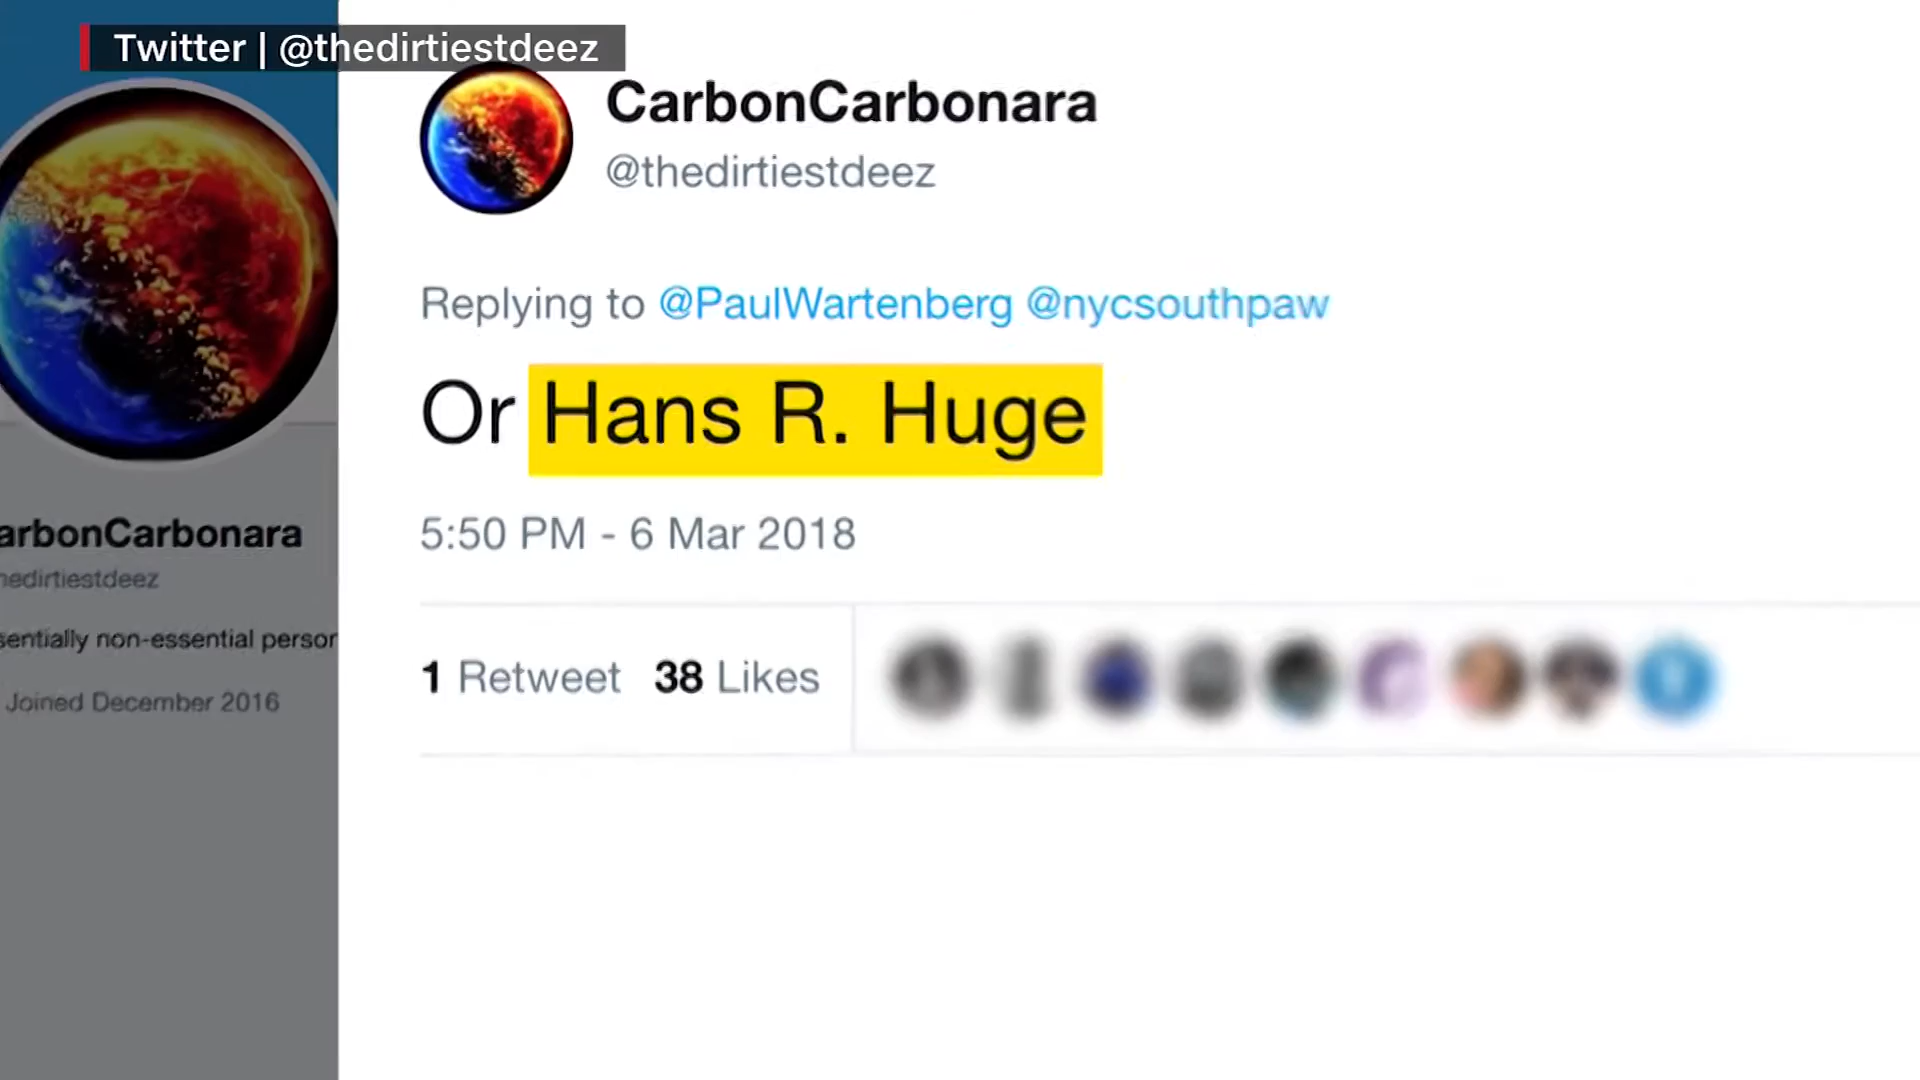 Twitter | @thedirtiestdeez
CarbonCarbonara
@thedirtiestdeez
Replying to @PaulWartenberg @nycsouthpaw
Or Hans R. Huge
5:50 PM - 6 Mar 2018
1 Retweet 38 Likes
arbonCarbonara
hedirtiestdeez
sentially non-essential person
Joined December 2016